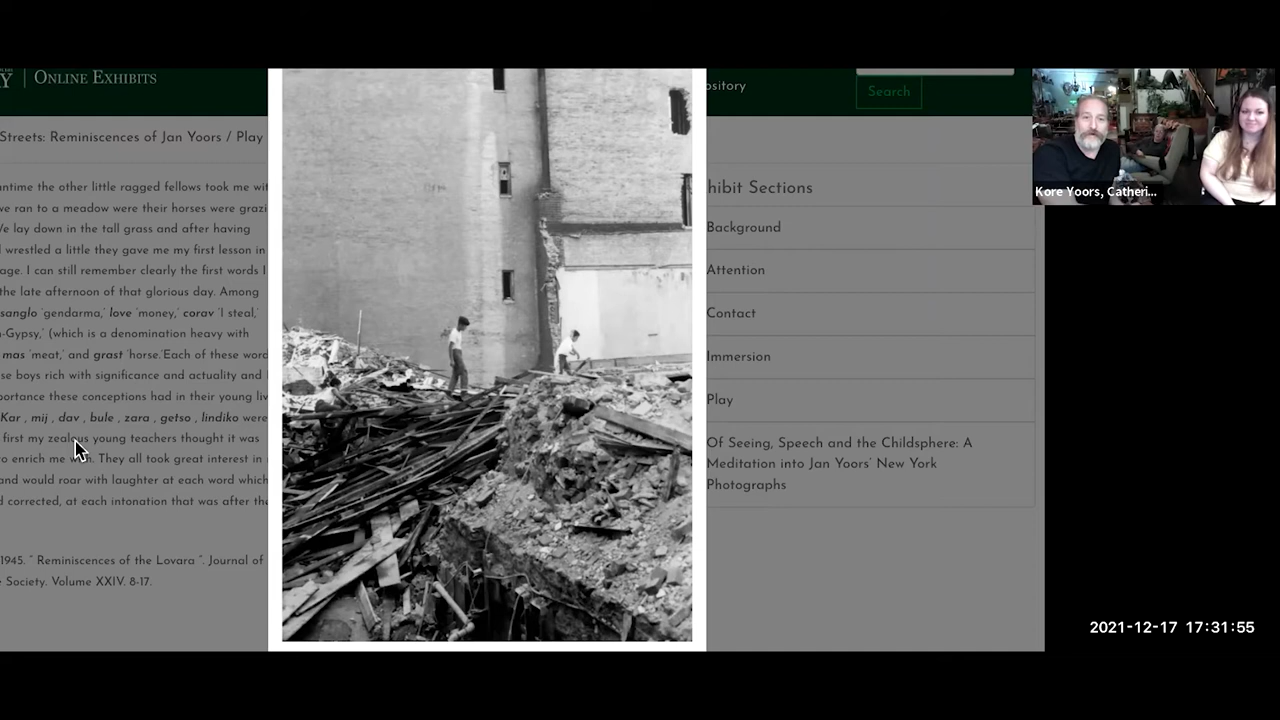 Y | ONLINE EXHIBITS
ository
Search
Streets: Reminiscences of Jan Yoors / Play
ntime the other little ragged fellows took me wit
we ran to a meadow were their horses were grazi
We lay down in the tall grass and after having
wrestled a little they gave me my first lesson in
age. I can still remember clearly the first words I
the late afternoon of that glorious day. Among
sanglo ‘gendarma,’ love ‘money,’ corav ‘I steal,’
-Gypsy,’ (which is a denomination heavy with
mas ‘meat,’ and grast ‘horse.’Each of these word
se boys rich with significance and actuality and
portance these conceptions had in their young liv
Kar , mij , dav , bule , zara , getso , lindiko were
first my zealous young teachers thought it was
to enrich me with. They all took great interest in
and would roar with laughter at each word which
d corrected, at each intonation that was after the
1945. “ Reminiscences of the Lovara ”. Journal of
e Society. Volume XXIV. 8-17.
hibit Sections
Background
Attention
Contact
Immersion
Play
Of Seeing, Speech and the Childsphere: A
Meditation into Jan Yoors’ New York
Photographs
Kore Yoors, Catheri...
2021-12-17 17:31:55